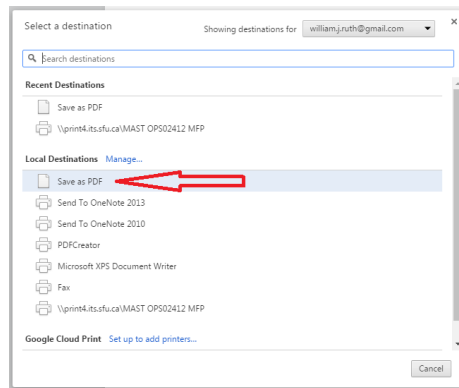 Select a destination
Showing destinations for william.j.ruth@gmail.com
×
Search destinations
Recent Destinations
Save as PDF
\\print4.its.sfu.ca\MAST OPS02412 MFP
Local Destinations Manage...
Save as PDF
Send To OneNote 2013
Send To OneNote 2010
PDFCreator
Microsoft XPS Document Writer
Fax
\\print4.its.sfu.ca\MAST OPS02412 MFP
Google Cloud Print Set up to add printers...
Cancel